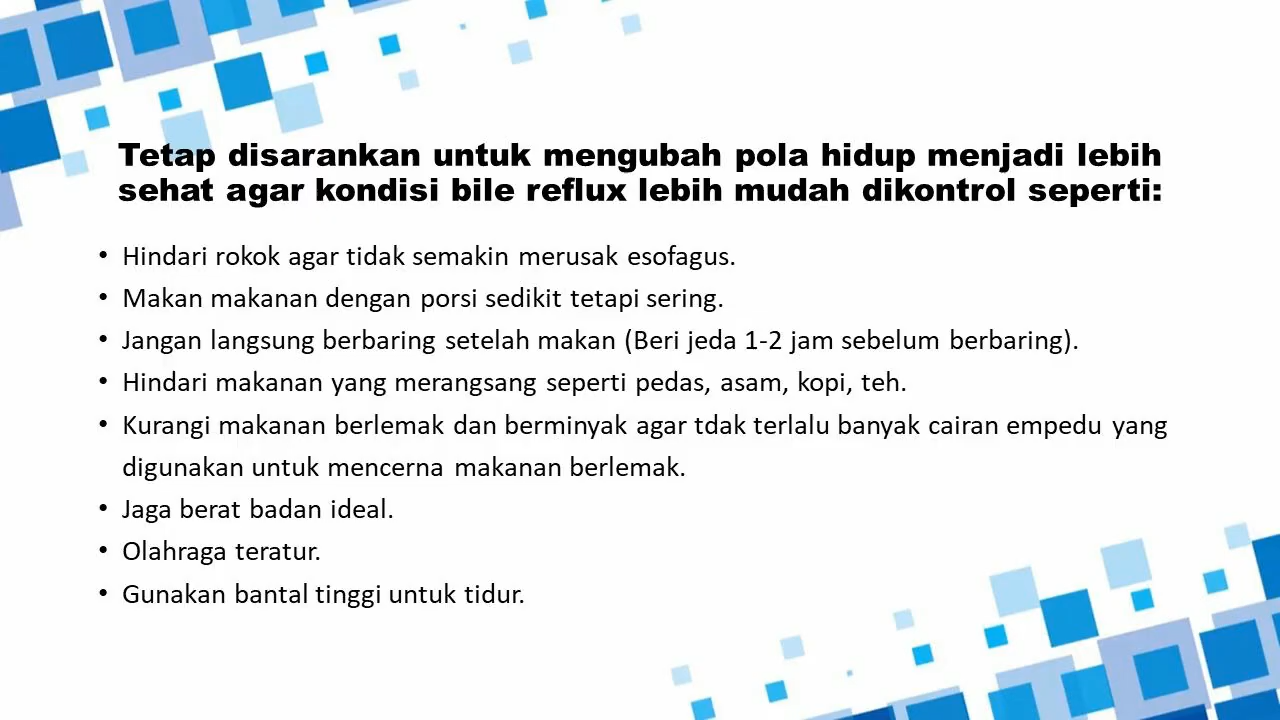 Tetap disarankan untuk mengubah pola hidup menjadi lebih
sehat agar kondisi bile reflux lebih mudah dikontrol seperti:
• Hindari rokok agar tidak semakin merusak esofagus.
• Makan makanan dengan porsi sedikit tetapi sering.
• Jangan langsung berbaring setelah makan (Beri jeda 1-2 jam sebelum berbaring).
• Hindari makanan yang merangsang seperti pedas, asam, kopi, teh.
• Kurangi makanan berlemak dan berminyak agar tdak terlalu banyak cairan empedu yang
digunakan untuk mencerna makanan berlemak.
• Jaga berat badan ideal.
• Olahraga teratur.
• Gunakan bantal tinggi untuk tidur.